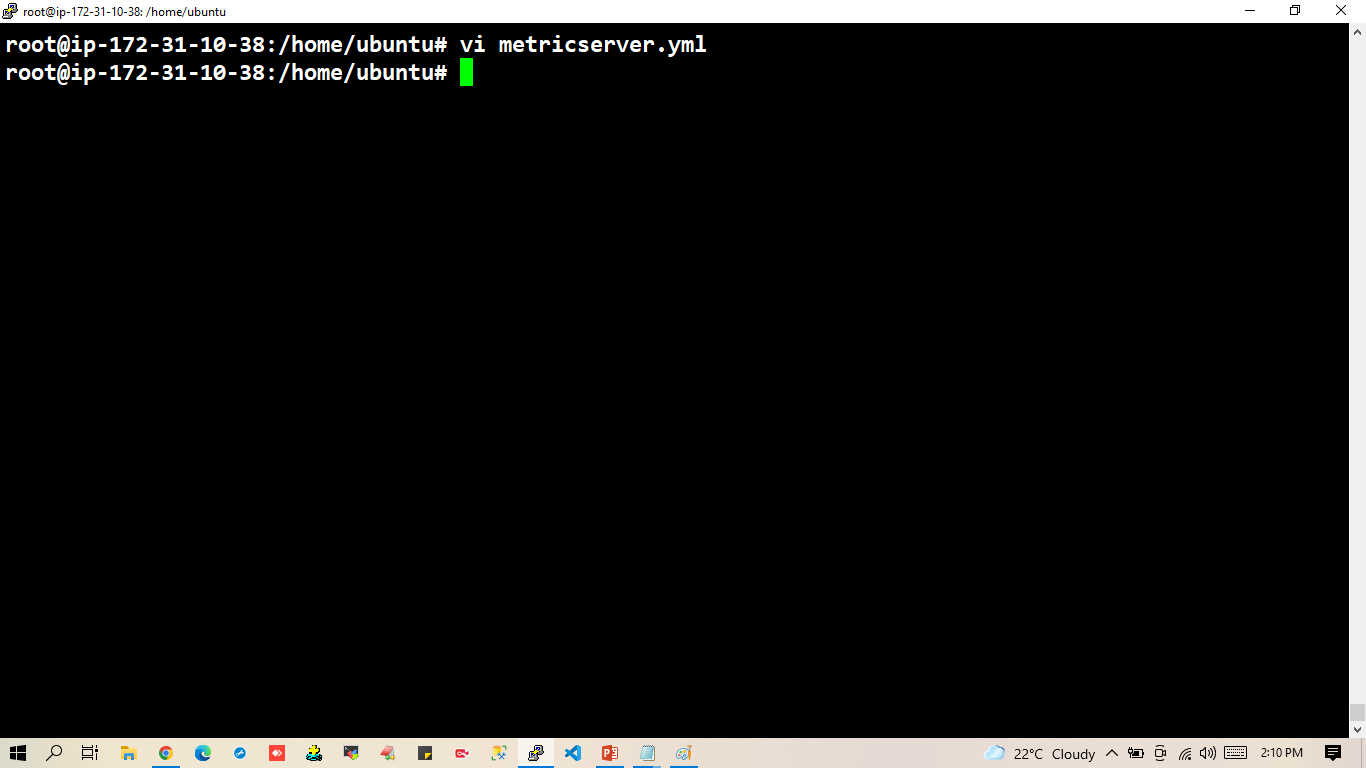 root@ip-172-31-10-38: /home/ubuntu
root@ip-172-31-10-38:/home/ubuntu# vi metricserver.yml
root@ip-172-31-10-38:/home/ubuntu#
22°C Cloudy
2:10 PM